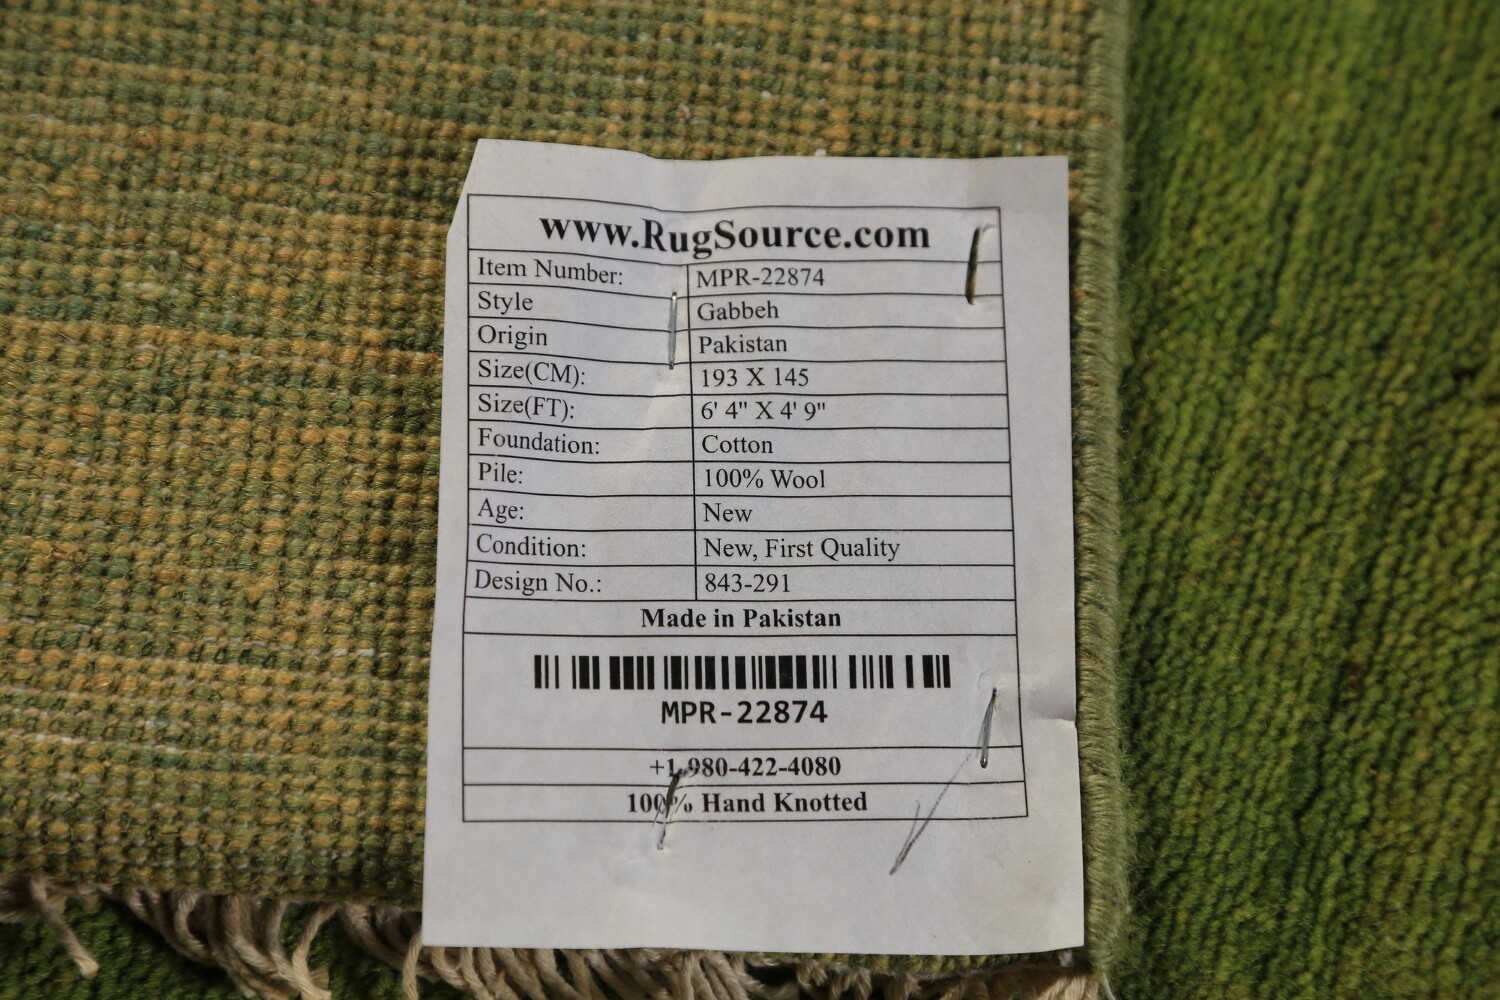 www.RugSource.com
Item Number: MPR-22874
Style Gabbeh
Origin Pakistan
Size(CM): 193 X 145
Size(FT): 6' 4" X 4' 9"
Foundation: Cotton
Pile: 100% Wool
Age: New
Condition: New, First Quality
Design No.: 843-291
Made in Pakistan
MPR-22874
+1-980-422-4080
100% Hand Knotted